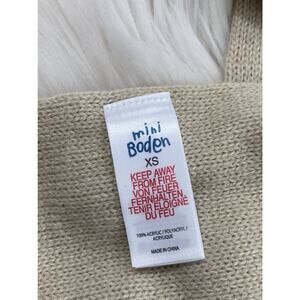 mini
Boden
XS
KEEP AWAY
FROM FIRE
VON FEUER
FERNHALTEN.
TENIR ELOIGNE
DU FEU
100% ACRYLIC / POLYACRYL /
ACRYLIQUE
MADE IN CHINA